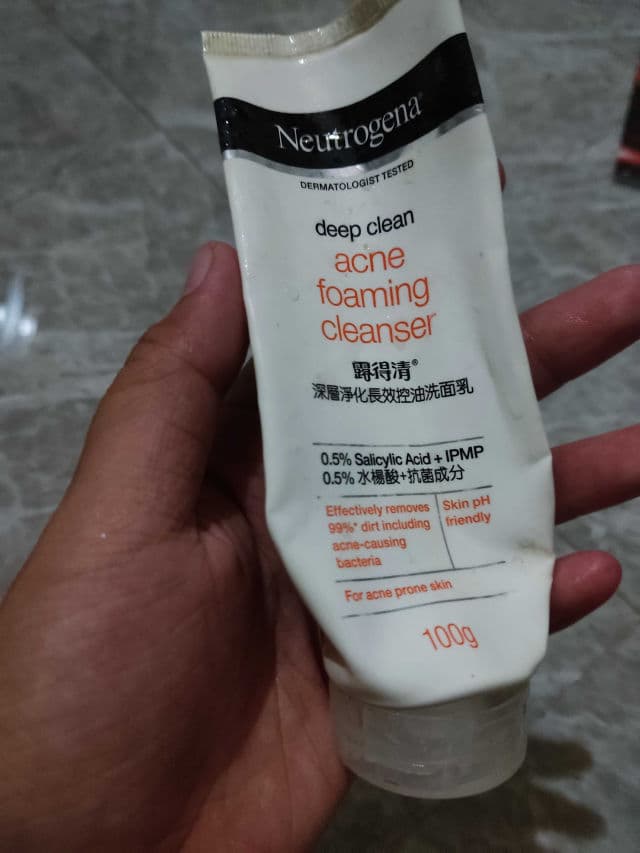 Neutrogena®
DERMATOLOGIST TESTED
deep clean
acne
foaming
cleanser
歸得清®
深層淨化長效控油洗面乳
0.5% Salicylic Acid + IPMP
0.5% 水楊酸+抗菌成分
Effectively removes
99%* dirt including
acne-causing
bacteria
Skin pH
friendly
For acne prone skin
100g